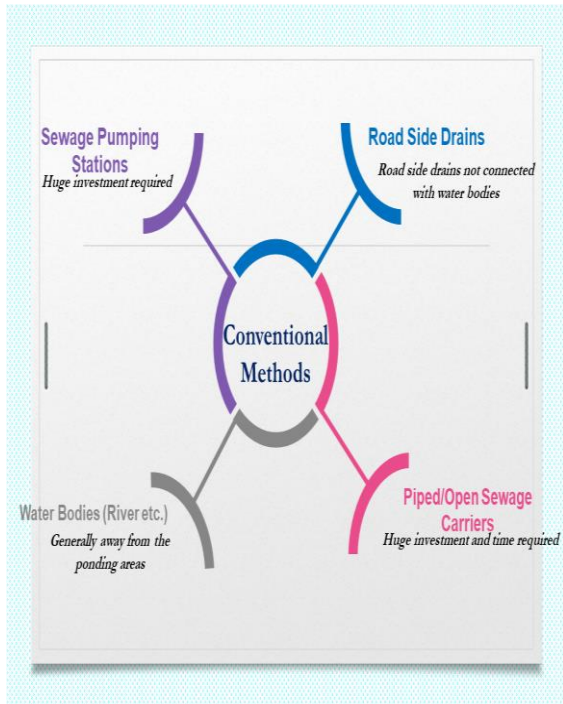 Sewage Pumping
Stations
Huge investment required
Road Side Drains
Road side drains not connected
with water bodies
Conventional
Methods
Water Bodies (River etc.)
Generally away from the
ponding areas
Piped/Open Sewage
Carriers
Huge investment and time required